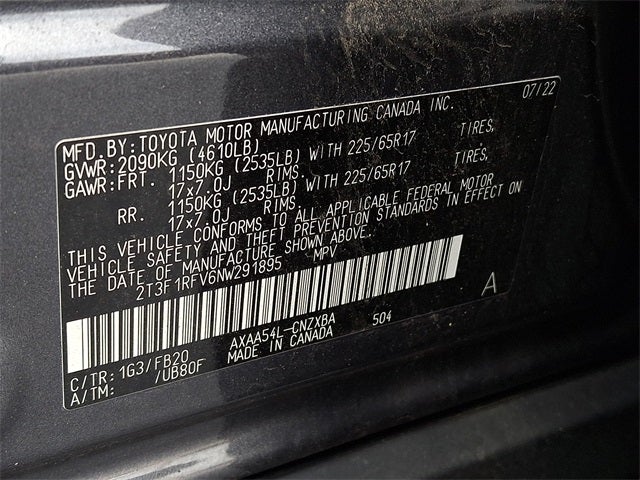 MFD. BY: TOYOTA MOTOR MANUFACTURING CANADA INC. 07/22
GVWR: 2090KG (4610LB)
GAWR: FRT. 1150KG (2535LB) WITH 225/65R17 TIRES,
17x7.0J RIMS.
RR. 1150KG (2535LB) WITH 225/65R17 TIRES,
17x7.0J RIMS.
THIS VEHICLE CONFORMS TO ALL APPLICABLE FEDERAL MOTOR
VEHICLE SAFETY AND THEFT PREVENTION STANDARDS IN EFFECT ON
THE DATE OF MANUFACTURE SHOWN ABOVE.
2T3F1RFV6NW291895 MPV
A
AXAA54L-CNZXBA 504
C/TR: 1G3/FB20 MADE IN CANADA
A/TM: /UB80F